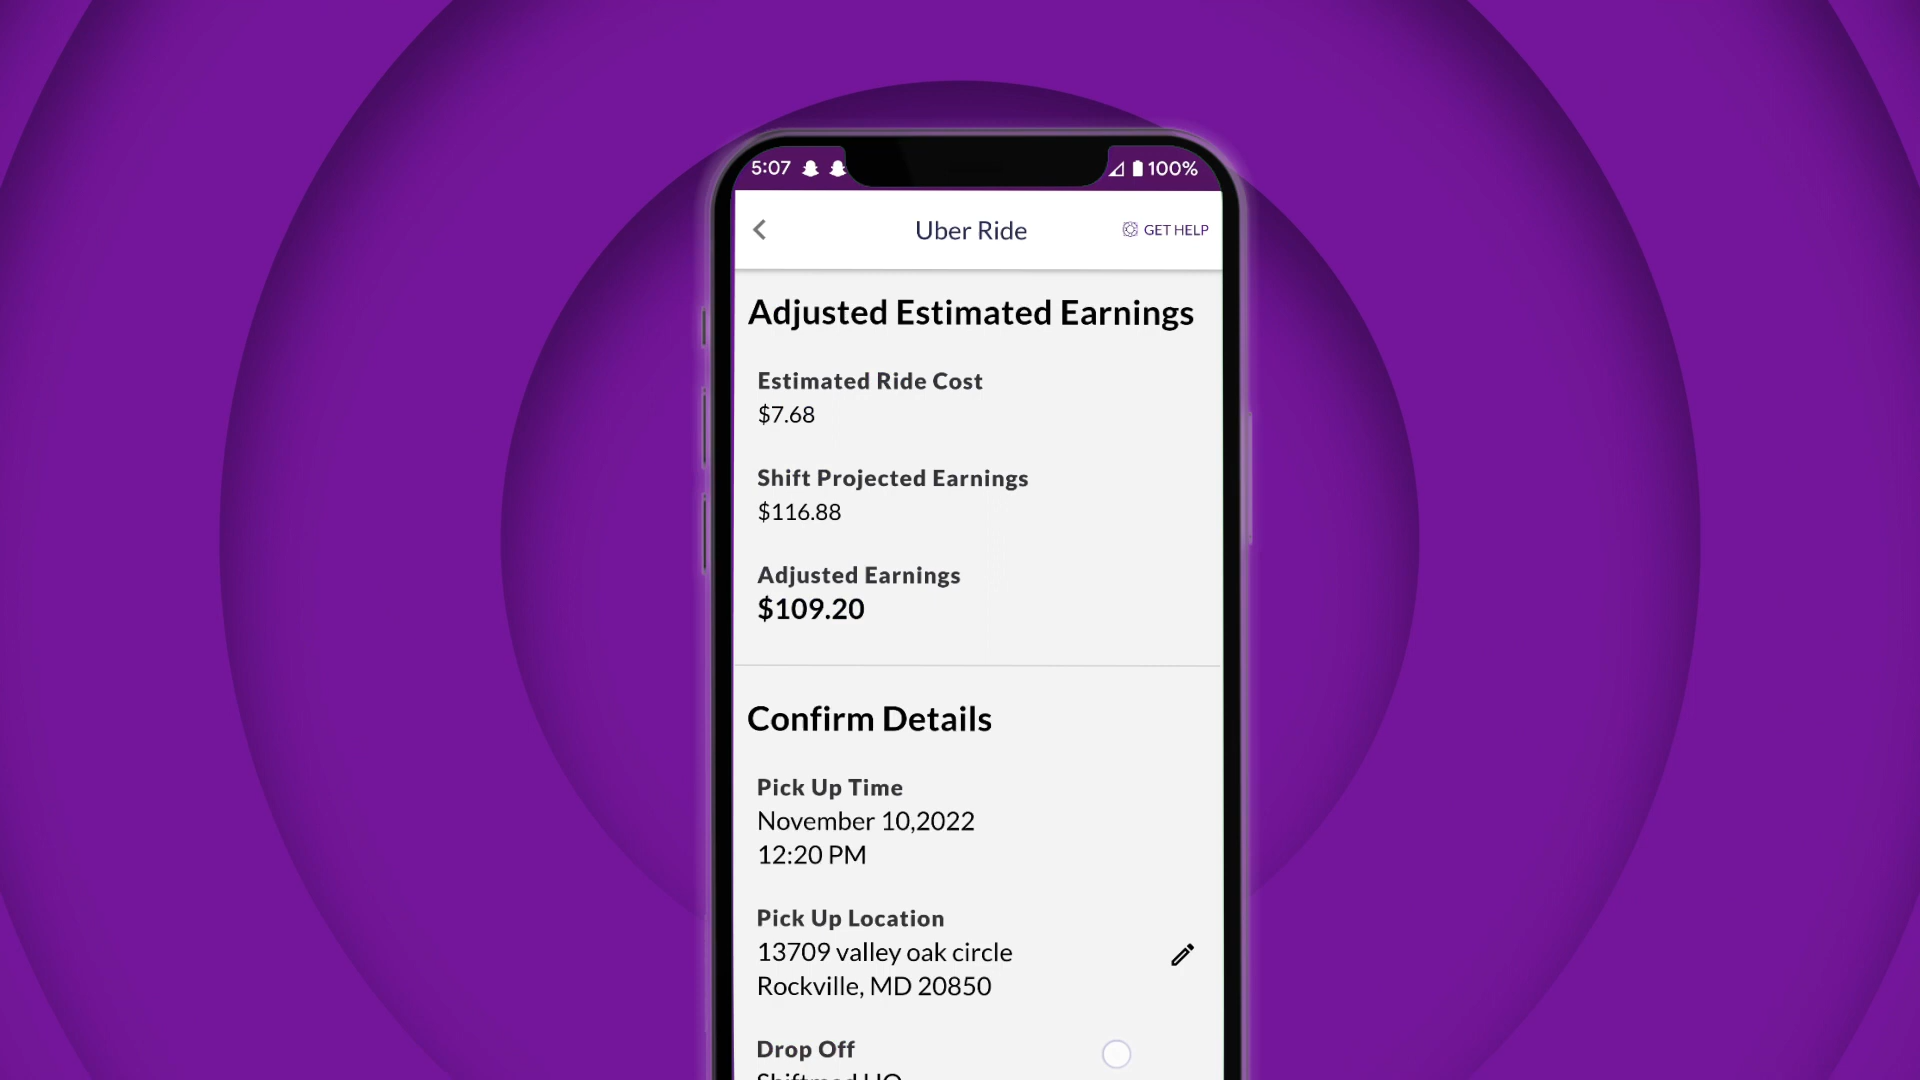 5:07
100%
Uber Ride
GET HELP
Adjusted Estimated Earnings
Estimated Ride Cost
$7.68
Shift Projected Earnings
$116.88
Adjusted Earnings
$109.20
Confirm Details
Pick Up Time
November 10,2022
12:20 PM
Pick Up Location
13709 valley oak circle
Rockville, MD 20850
Drop Off